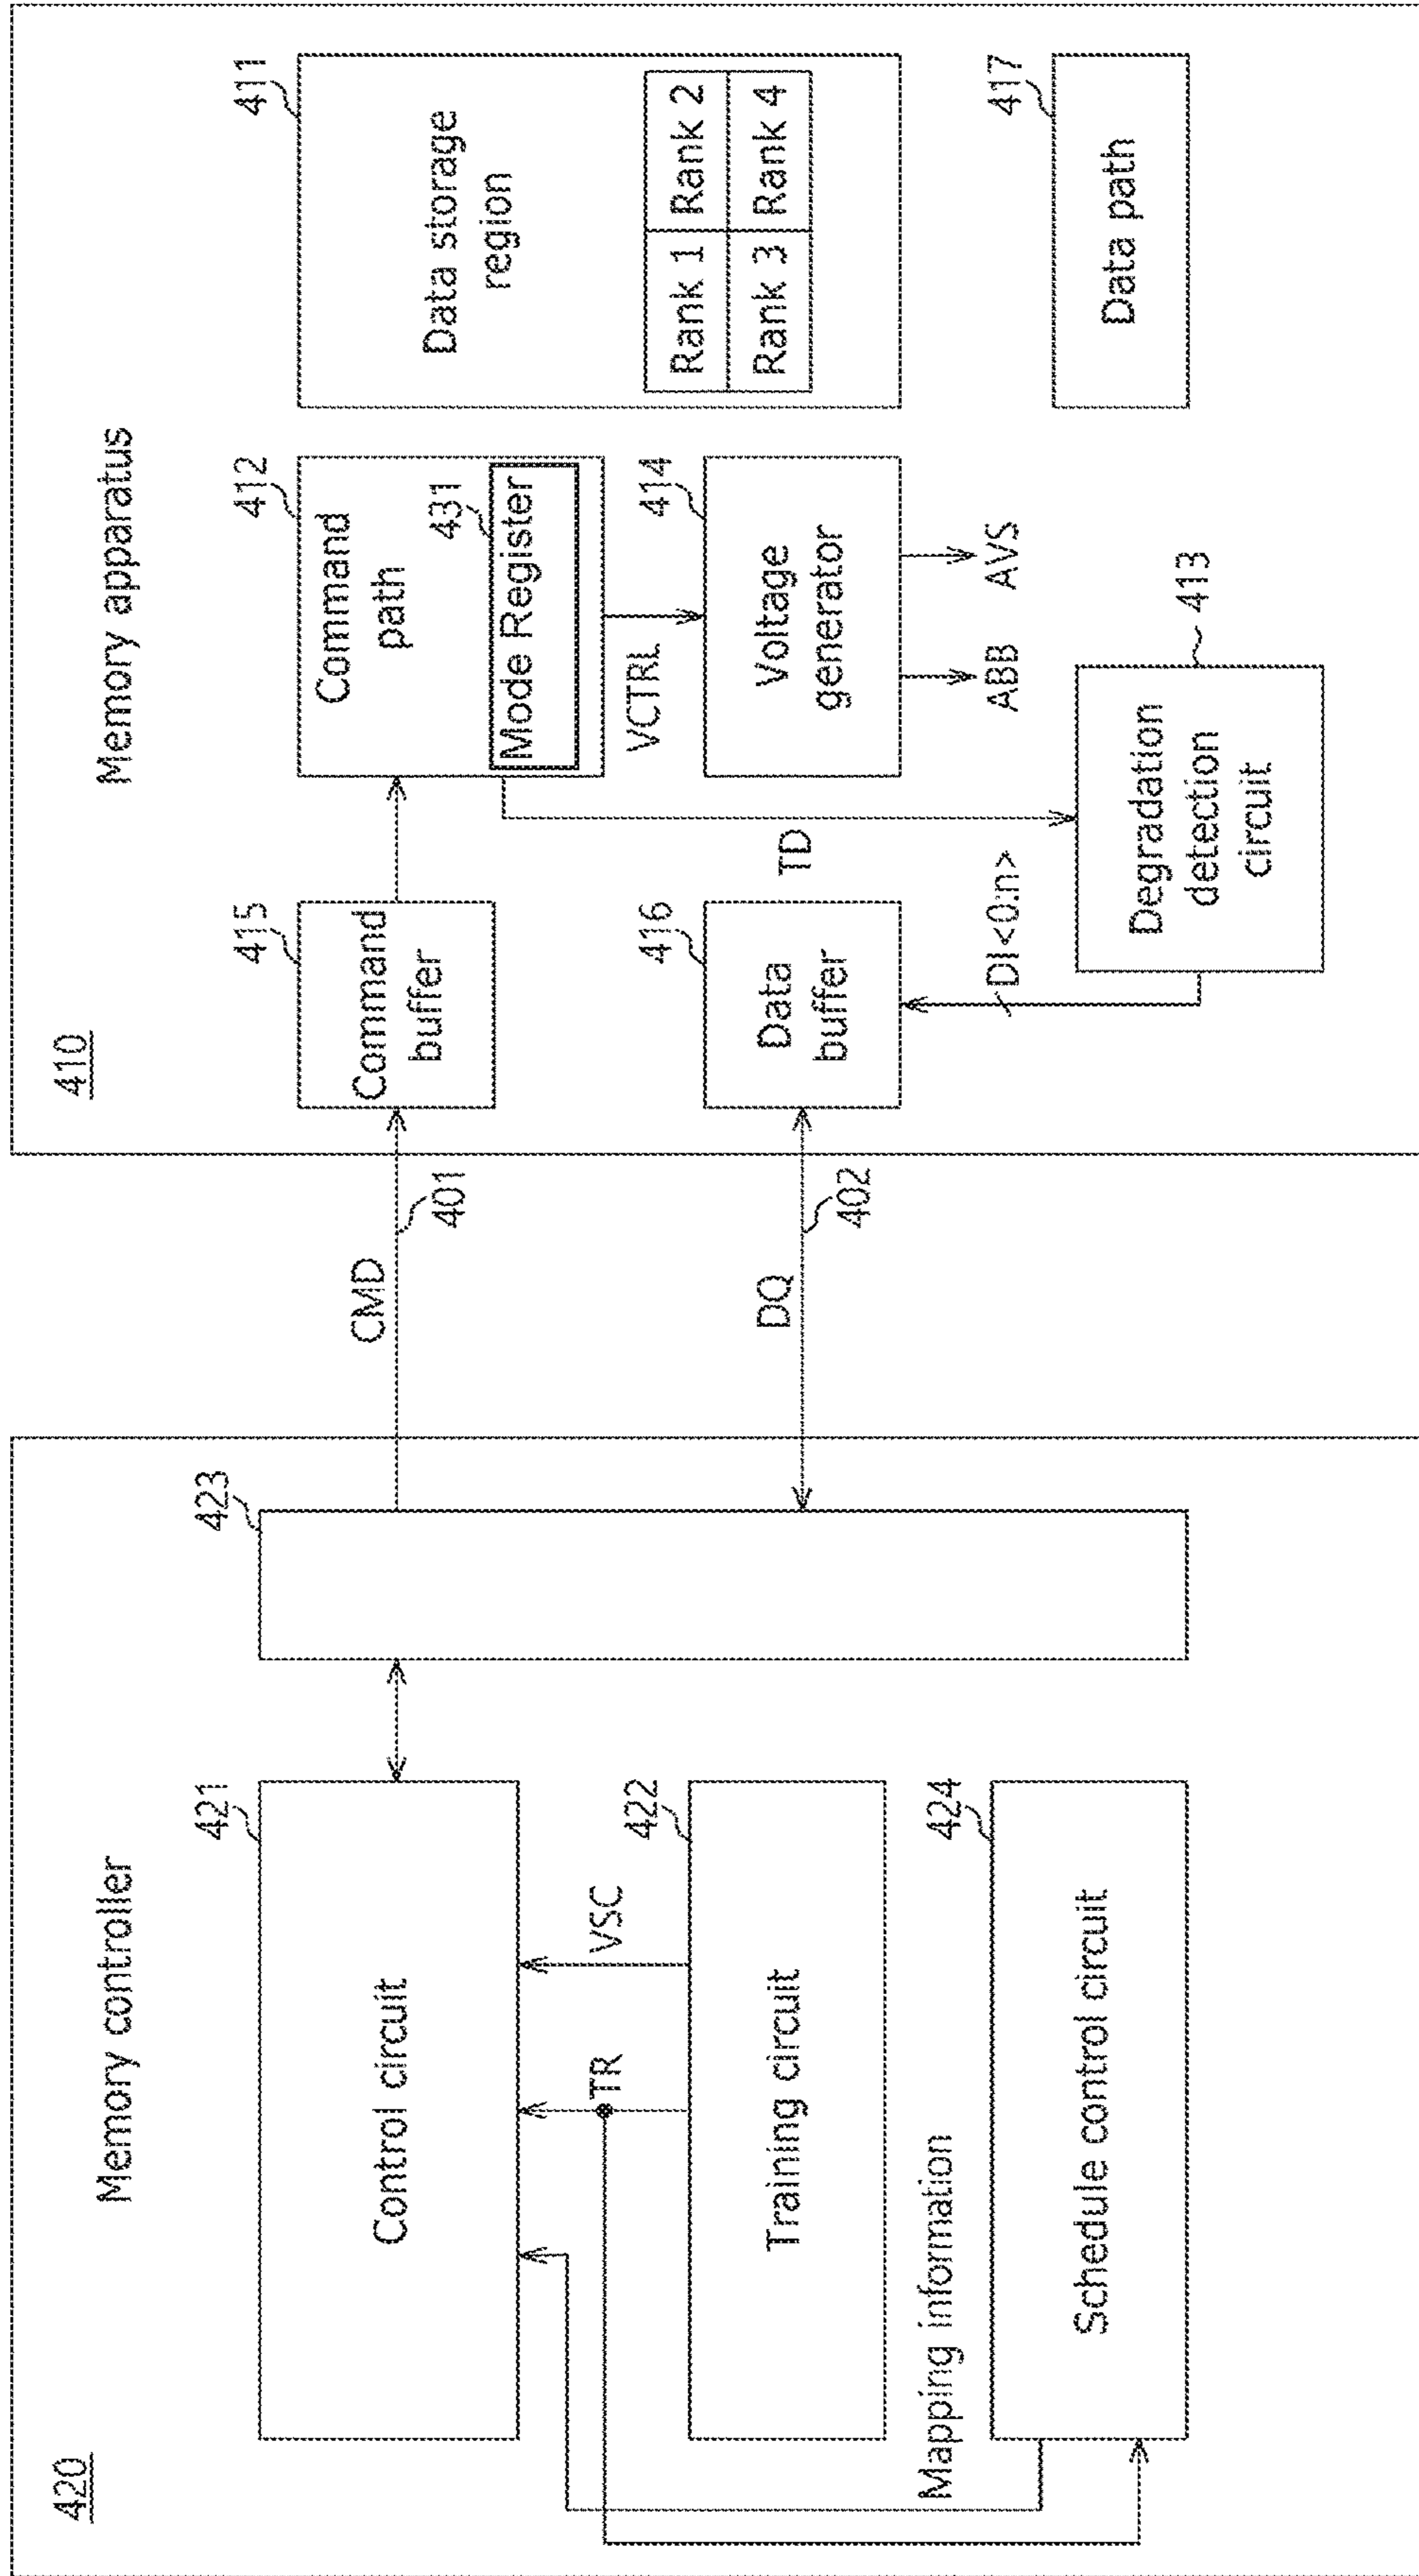 420
Memory controller
421
Control circuit
423
TR
VSC
422
Training circuit
Mapping information
424
Schedule control circuit
CMD
401
DQ
402
410
Memory apparatus
415
Command
buffer
412
Command
path
431
Mode Register
411
Data storage
region
Rank 1
Rank 2
Rank 3
Rank 4
VCTRL
416
Data
buffer
TD
414
Voltage
generator
DI<0:n>
ABB
AVS
413
Degradation
detection
circuit
417
Data path